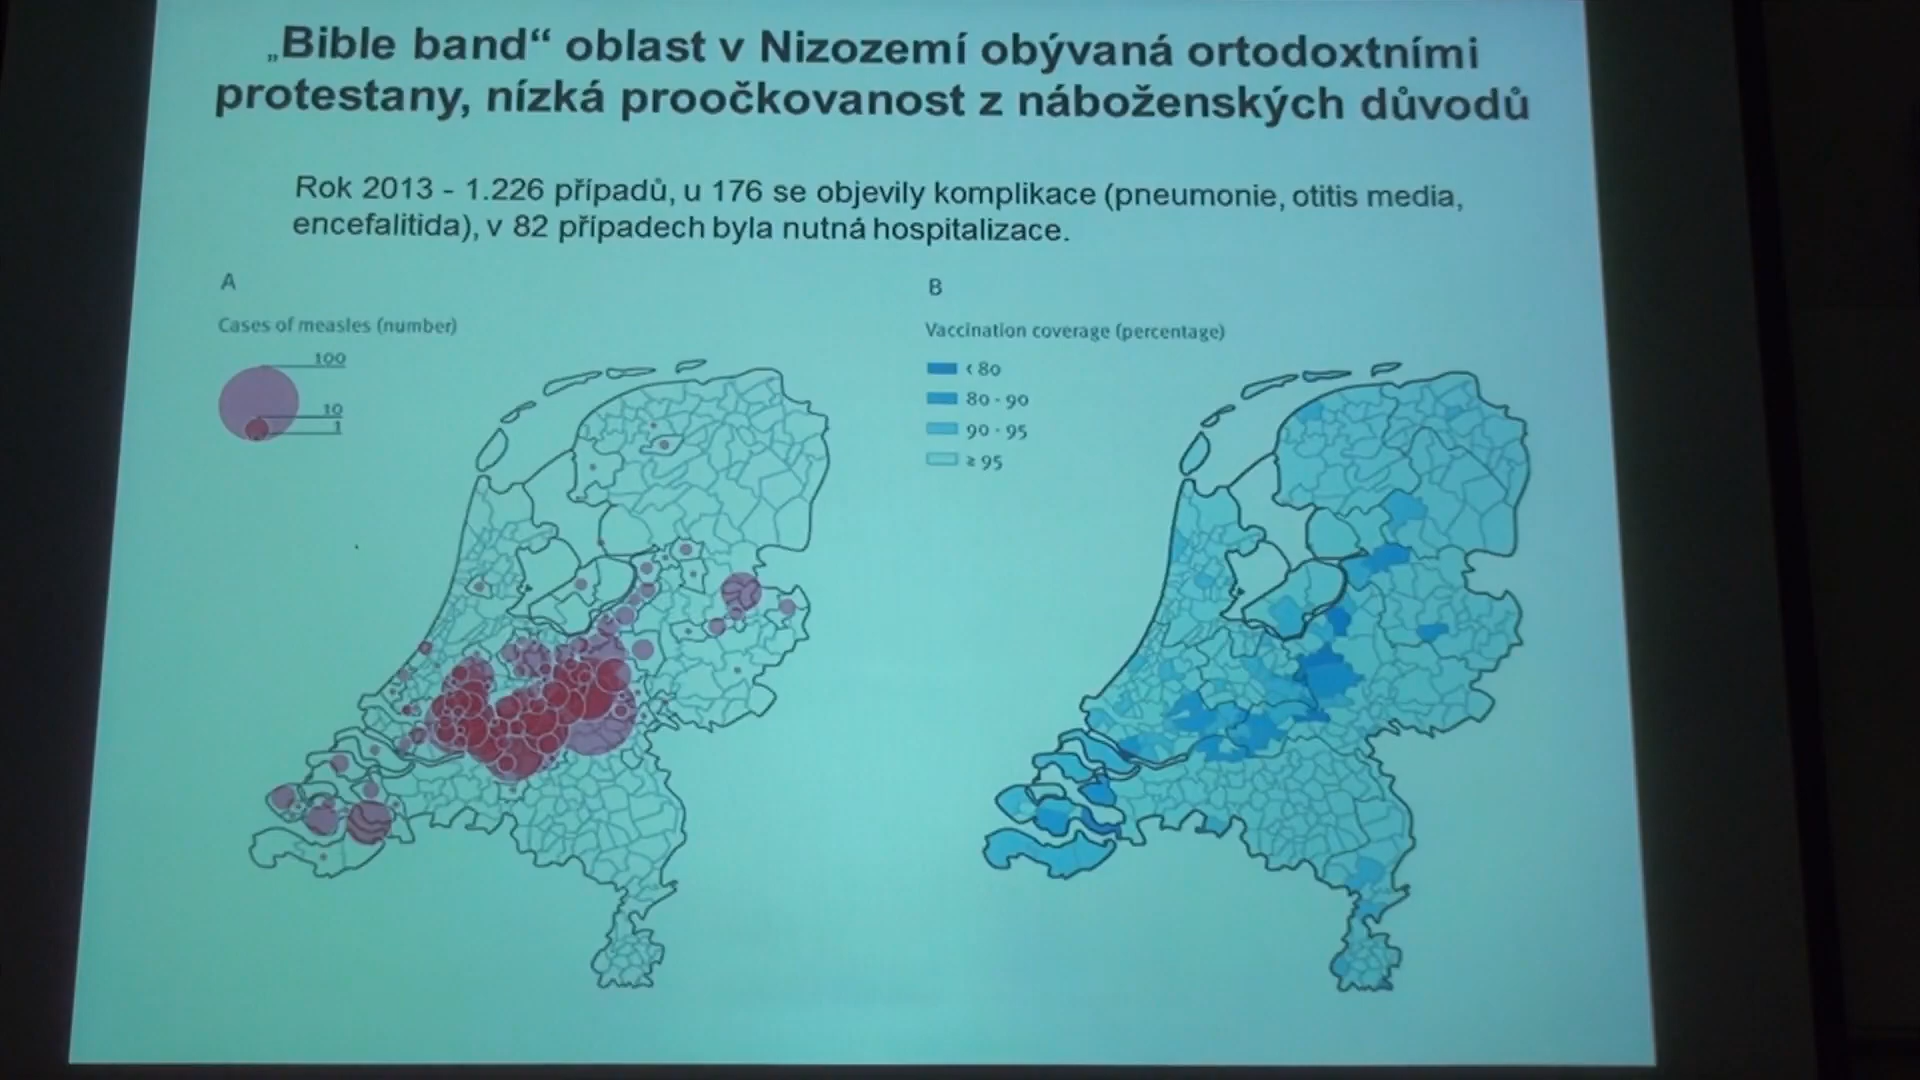 „Bible band“ oblast v Nizozemí obývaná ortodoxtními
protestany, nízká proočkovanost z náboženských důvodů
Rok 2013 - 1.226 případů, u 176 se objevily komplikace (pneumonie, otitis media,
encefalitida), v 82 případech byla nutná hospitalizace.
A
Cases of measles (number)
100
10
1
B
Vaccination coverage (percentage)
< 80
80 - 90
90 - 95
≥ 95